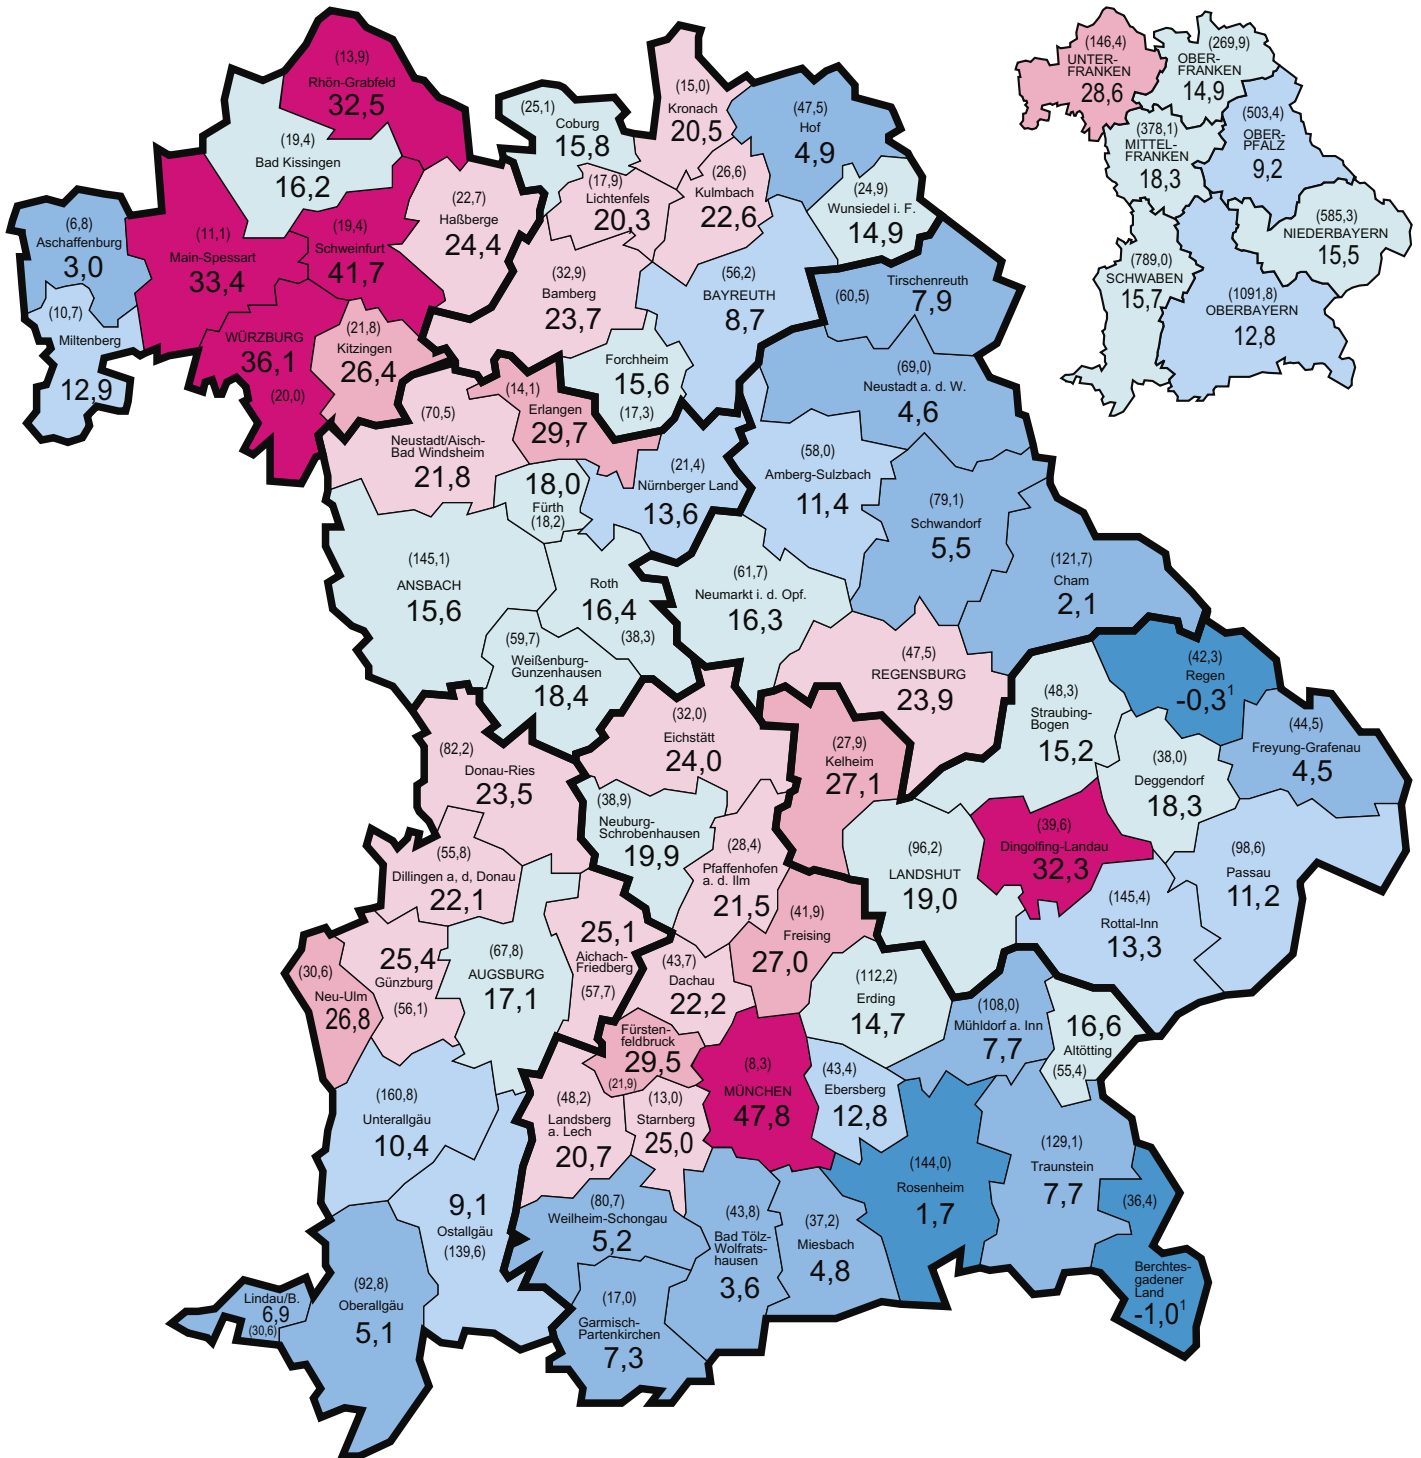 (13,9)
Rhön-Grabfeld
32,5
(19,4)
Bad Kissingen
16,2
(6,8)
Aschaffenburg
3,0
(11,1)
Main-Spessart
33,4
(19,4)
Schweinfurt
41,7
(22,7)
Haßberge
24,4
(10,7)
Miltenberg
12,9
WÜRZBURG
36,1
(20,0)
(21,8)
Kitzingen
26,4
(25,1)
Coburg
15,8
(15,0)
Kronach
20,5
(47,5)
Hof
4,9
(17,9)
Lichtenfels
20,3
(26,6)
Kulmbach
22,6
(24,9)
Wunsiedel i. F.
14,9
(32,9)
Bamberg
23,7
(56,2)
BAYREUTH
8,7
Forchheim
15,6
(17,3)
Tirschenreuth
(60,5)
7,9
(69,0)
Neustadt a. d. W.
4,6
(70,5)
Neustadt/Aisch-
Bad Windsheim
21,8
(14,1)
Erlangen
29,7
18,0
Fürth
(18,2)
(21,4)
Nürnberger Land
13,6
(58,0)
Amberg-Sulzbach
11,4
(79,1)
Schwandorf
5,5
(121,7)
Cham
2,1
(145,1)
ANSBACH
15,6
Roth
16,4
(38,3)
(61,7)
Neumarkt i. d. Opf.
16,3
(59,7)
Weißenburg-
Gunzenhausen
18,4
(47,5)
REGENSBURG
23,9
(42,3)
Regen
-0,3¹
(48,3)
Straubing-
Bogen
15,2
(44,5)
Freyung-Grafenau
4,5
(38,0)
Deggendorf
18,3
(32,0)
Eichstätt
24,0
(27,9)
Kelheim
27,1
(82,2)
Donau-Ries
23,5
(38,9)
Neuburg-
Schrobenhausen
19,9
(28,4)
Pfaffenhofen
a. d. Ilm
21,5
(96,2)
LANDSHUT
19,0
(39,6)
Dingolfing-Landau
32,3
(98,6)
Passau
11,2
(145,4)
Rottal-Inn
13,3
(55,8)
Dillingen a, d, Donau
22,1
(30,6)
Neu-Ulm
26,8
25,4
Günzburg
(56,1)
(67,8)
AUGSBURG
17,1
25,1
Aichach-
Friedberg
(57,7)
(43,7)
Dachau
22,2
(41,9)
Freising
27,0
(112,2)
Erding
14,7
(108,0)
Mühldorf a. Inn
7,7
16,6
Altötting
(55,4)
Fürsten-
feldbruck
29,5
(21,9)
(8,3)
MÜNCHEN
47,8
(43,4)
Ebersberg
12,8
(160,8)
Unterallgäu
10,4
(48,2)
Landsberg
a. Lech
20,7
(13,0)
Starnberg
25,0
(144,0)
Rosenheim
1,7
(129,1)
Traunstein
7,7
(36,4)
Berchtes-
gadener
Land
-1,0¹
9,1
Ostallgäu
(139,6)
(80,7)
Weilheim-Schongau
5,2
(43,8)
Bad Tölz-
Wolfrats-
hausen
3,6
(37,2)
Miesbach
4,8
(92,8)
Oberallgäu
5,1
Lindau/B.
6,9
(30,6)
(17,0)
Garmisch-
Partenkirchen
7,3
(146,4)
UNTER-
FRANKEN
28,6
(269,9)
OBER-
FRANKEN
14,9
(378,1)
MITTEL-
FRANKEN
18,3
(503,4)
OBER-
PFALZ
9,2
(585,3)
NIEDERBAYERN
15,5
(789,0)
SCHWABEN
15,7
(1091,8)
OBERBAYERN
12,8